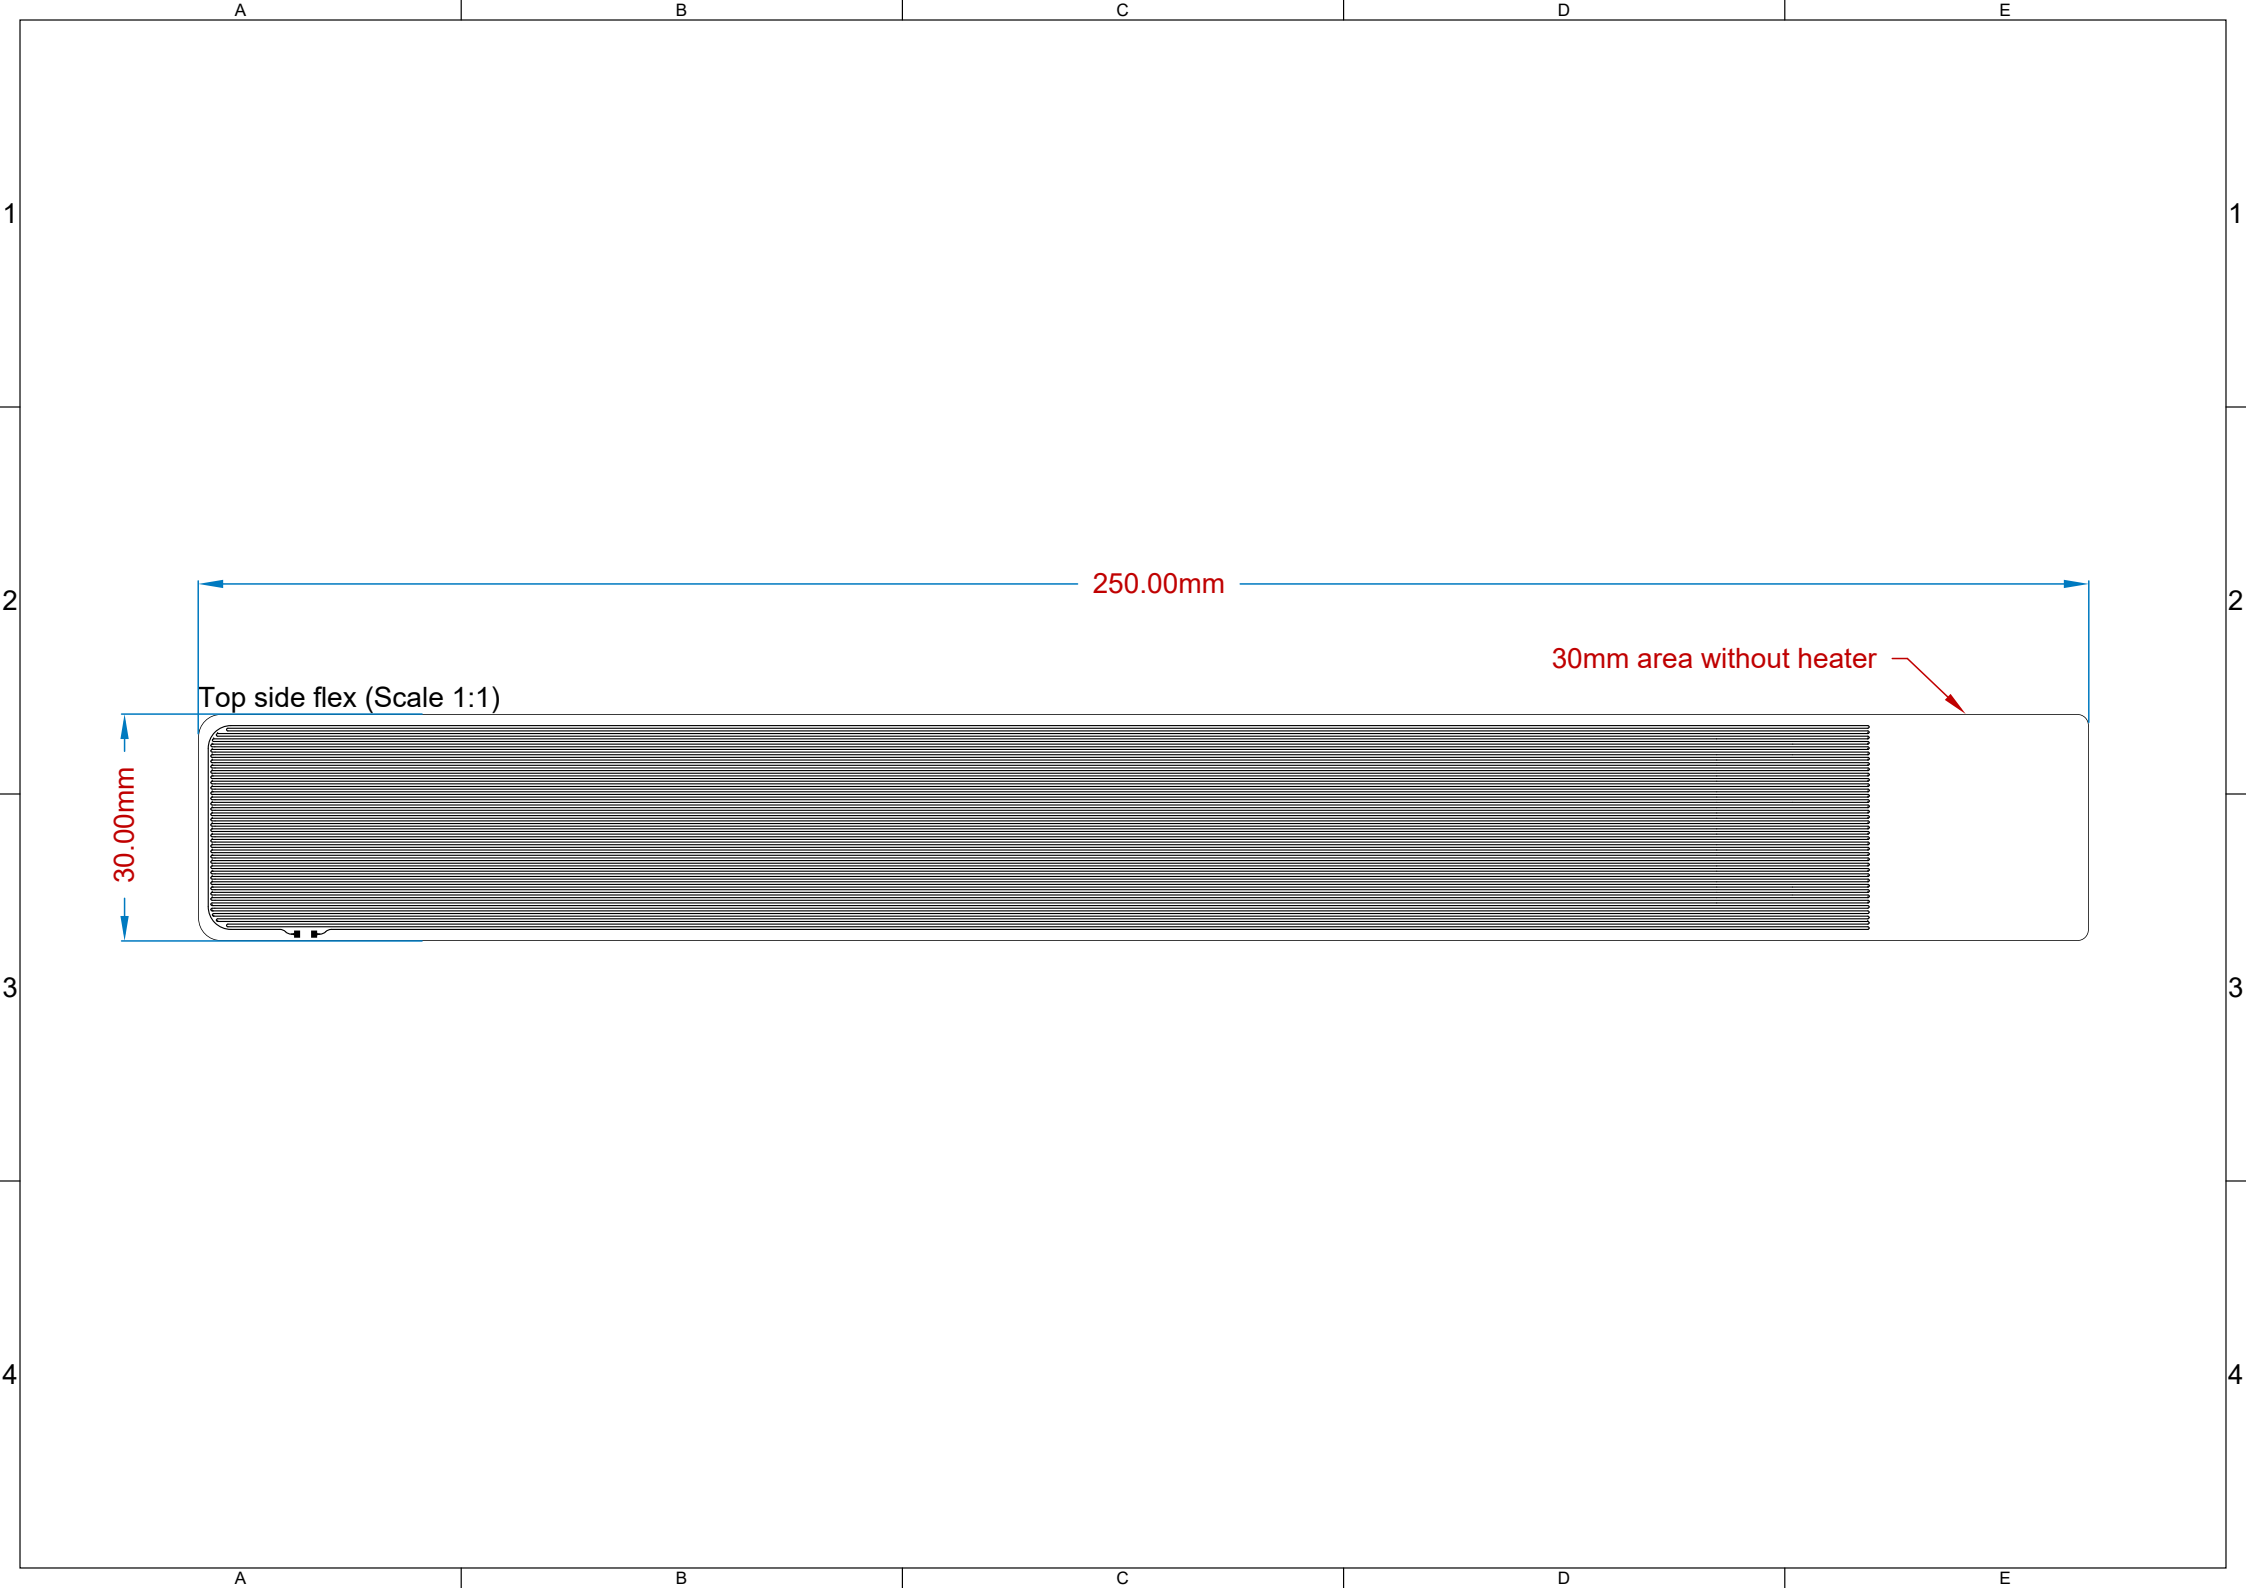 A B C D E
1 1
250.00mm
2 2
30mm area without heater
Top side flex (Scale 1:1)
30.00mm
3 3
4 4
A B C D E